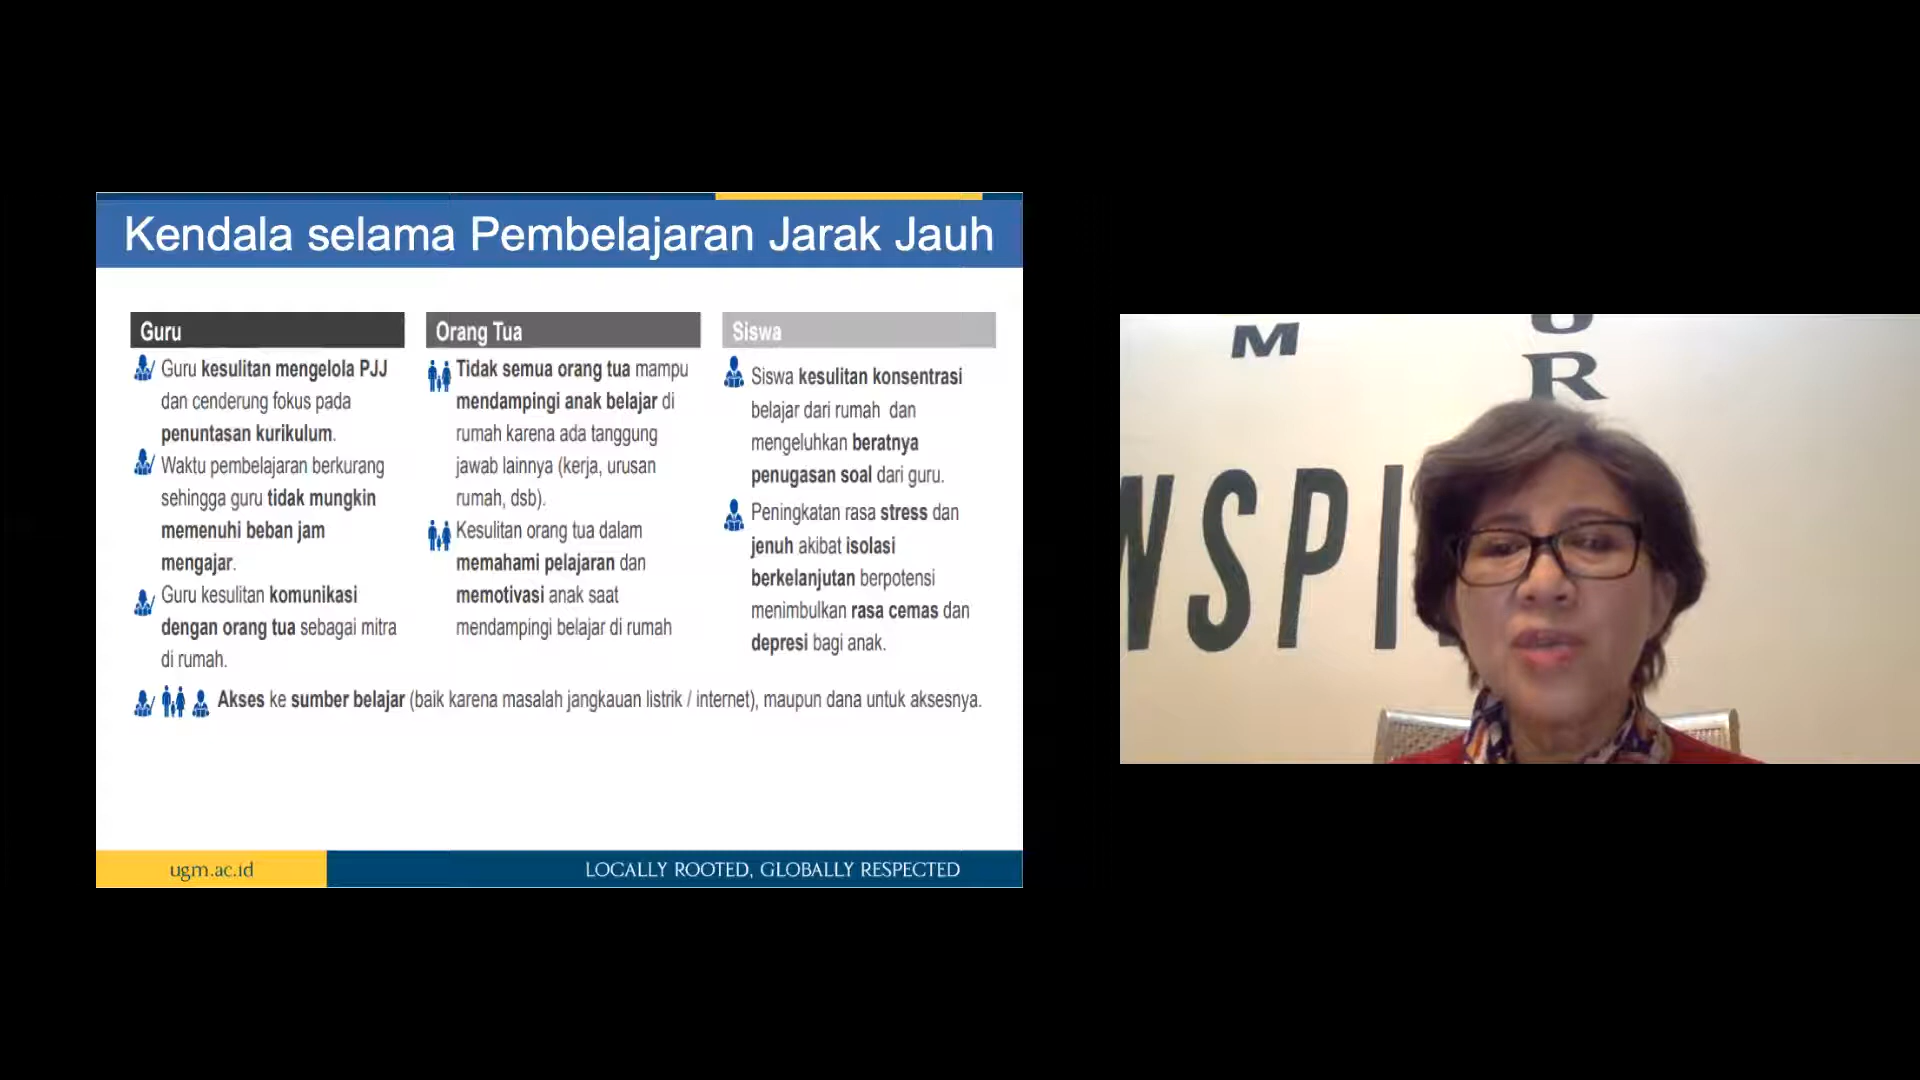 Kendala selama Pembelajaran Jarak Jauh
Guru
Guru kesulitan mengelola PJJ
dan cenderung fokus pada
penuntasan kurikulum.
Waktu pembelajaran berkurang
sehingga guru tidak mungkin
memenuhi beban jam
mengajar.
Guru kesulitan komunikasi
dengan orang tua sebagai mitra
di rumah.
Orang Tua
Tidak semua orang tua mampu
mendampingi anak belajar di
rumah karena ada tanggung
jawab lainnya (kerja, urusan
rumah, dsb).
Kesulitan orang tua dalam
memahami pelajaran dan
memotivasi anak saat
mendampingi belajar di rumah
Siswa
Siswa kesulitan konsentrasi
belajar dari rumah dan
mengeluhkan beratnya
penugasan soal dari guru.
Peningkatan rasa stress dan
jenuh akibat isolasi
berkelanjutan berpotensi
menimbulkan rasa cemas dan
depresi bagi anak.
Akses ke sumber belajar (baik karena masalah jangkauan listrik / internet), maupun dana untuk aksesnya.
ugm.ac.id
LOCALLY ROOTED, GLOBALLY RESPECTED
M
R
NSPI